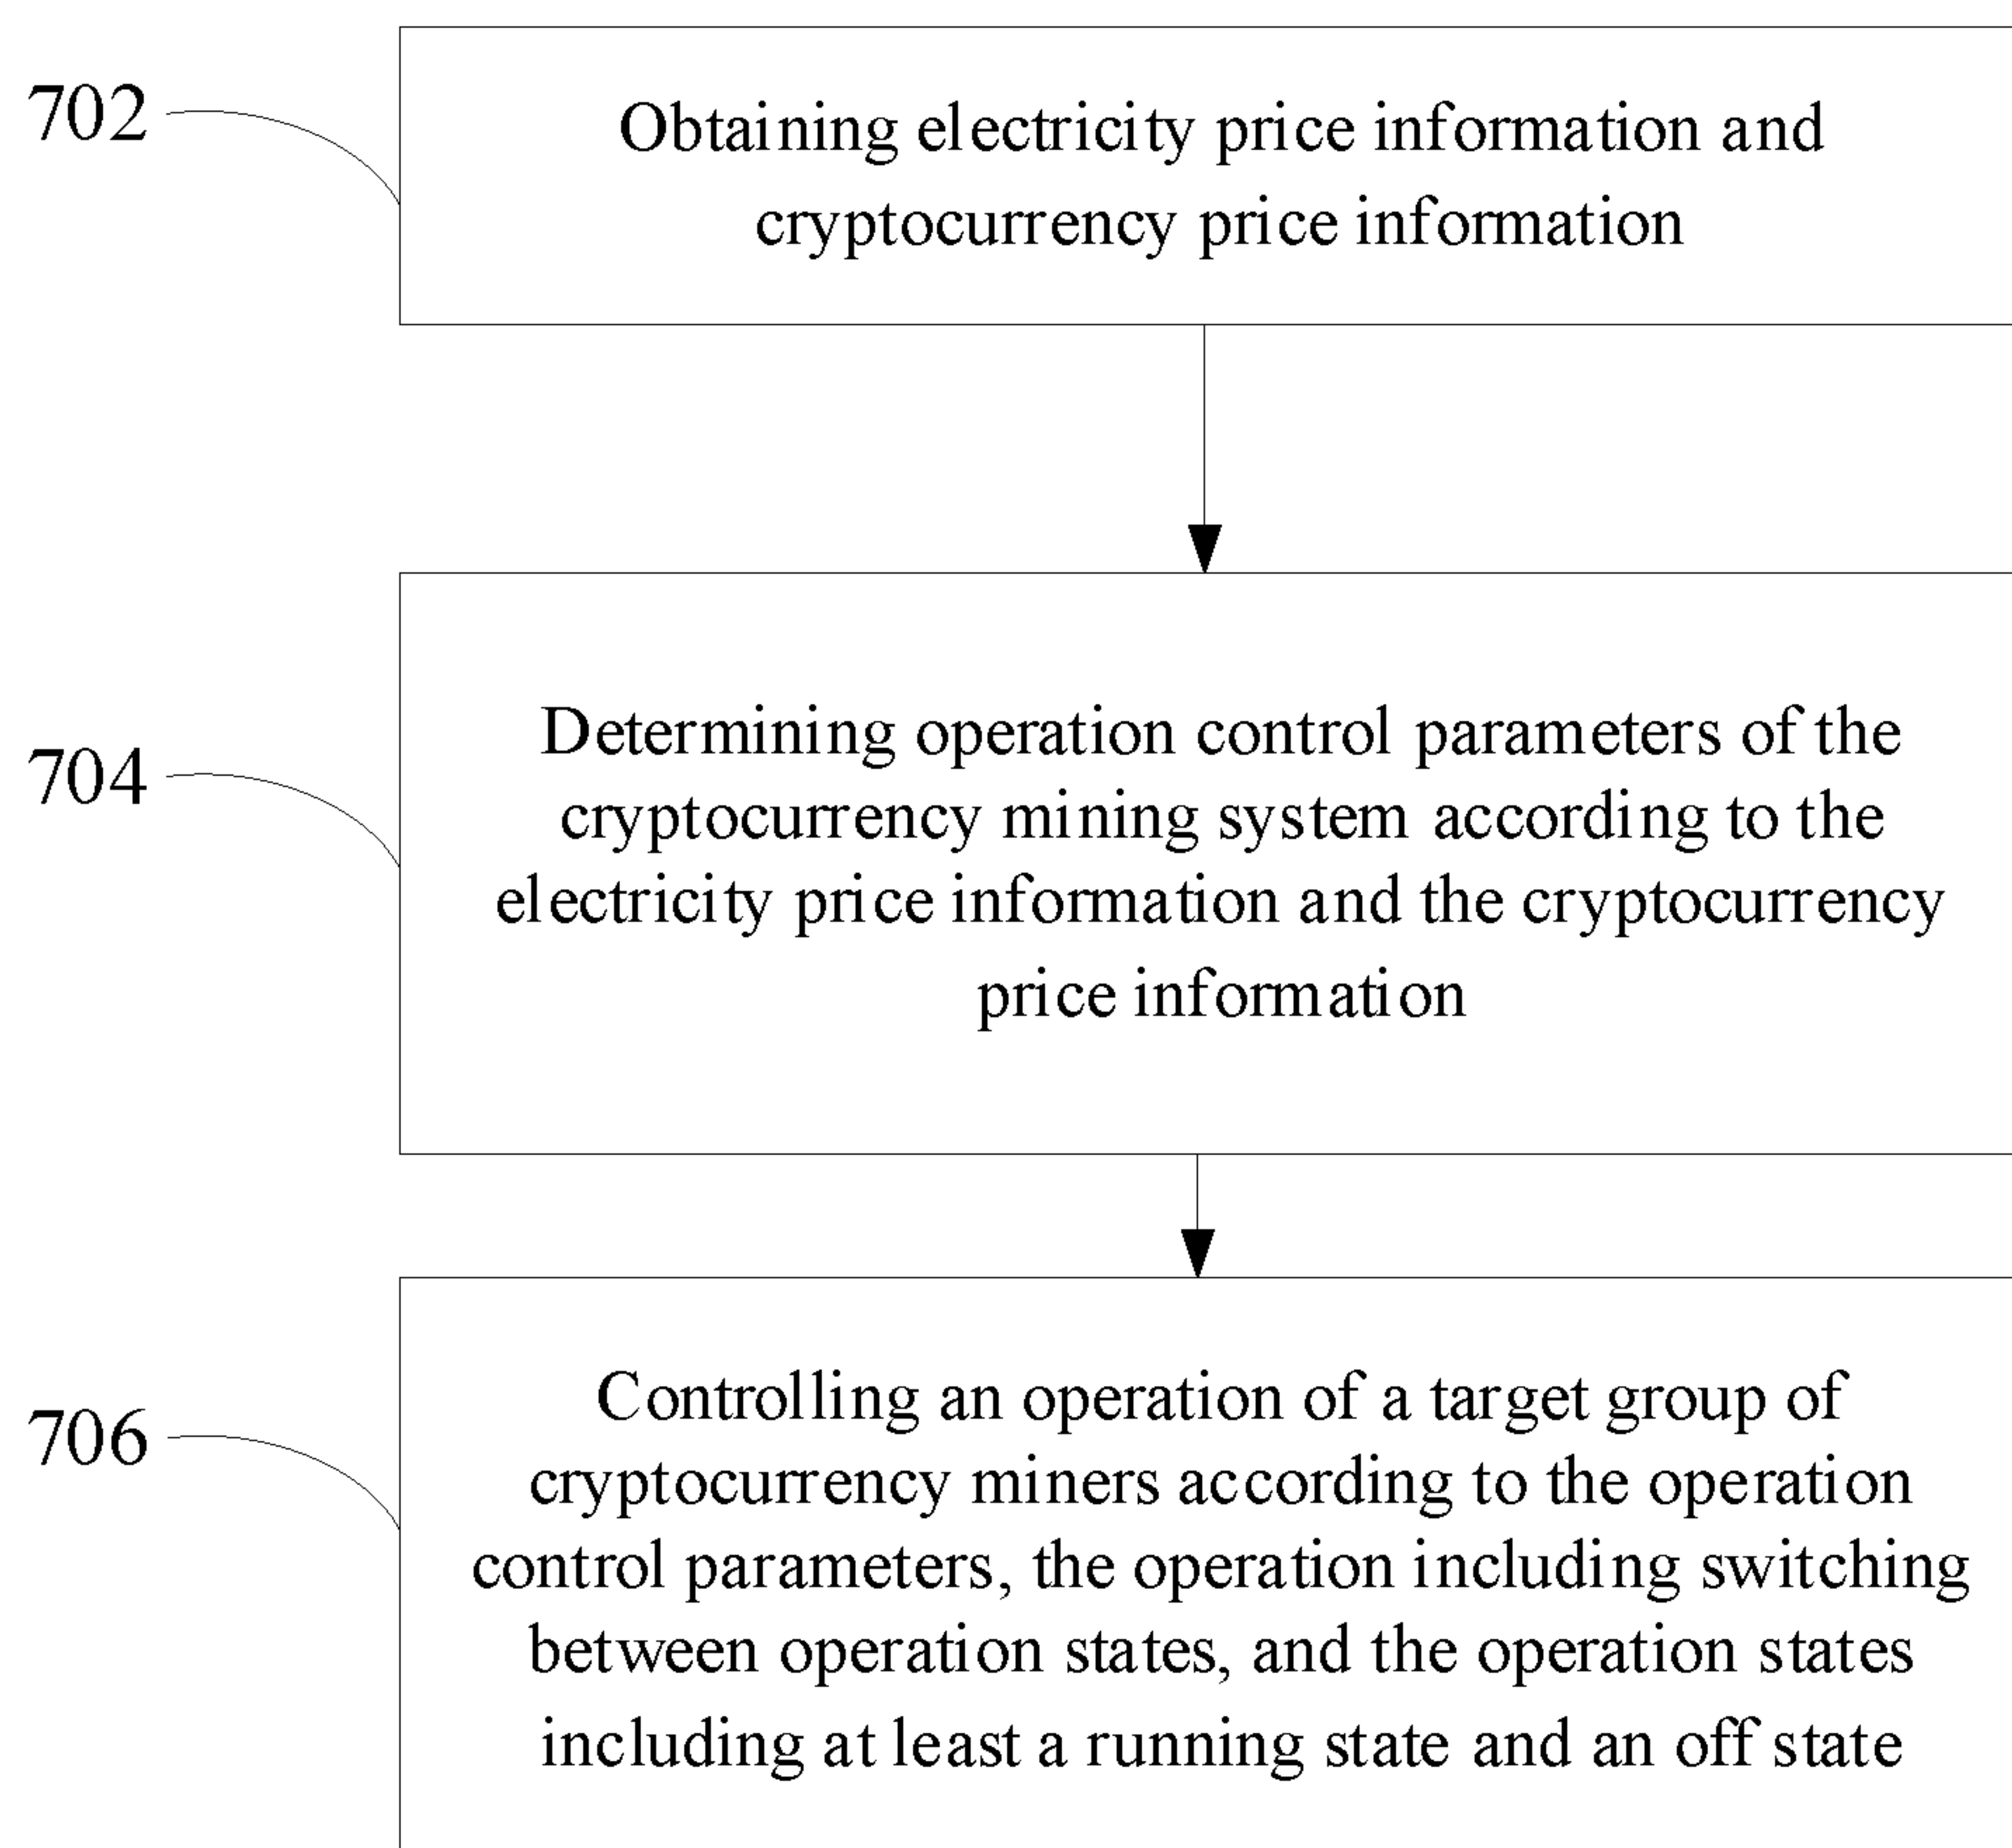 702
Obtaining electricity price information and
cryptocurrency price information
704
Determining operation control parameters of the
cryptocurrency mining system according to the
electricity price information and the cryptocurrency
price information
706
Controlling an operation of a target group of
cryptocurrency miners according to the operation
control parameters, the operation including switching
between operation states, and the operation states
including at least a running state and an off state